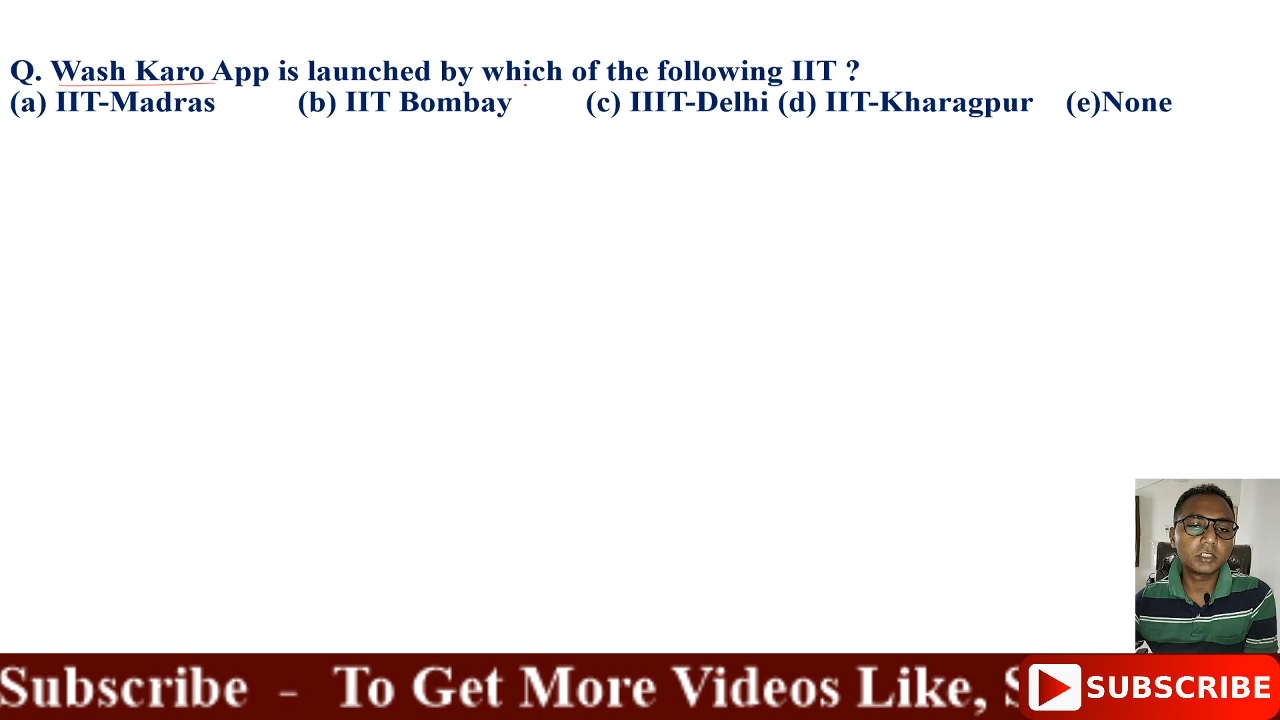 Q. Wash Karo App is launched by which of the following IIT ?
(a) IIT-Madras (b) IIT Bombay (c) IIIT-Delhi (d) IIT-Kharagpur (e)None
Subscribe - To Get More Videos Like, S
SUBSCRIBE